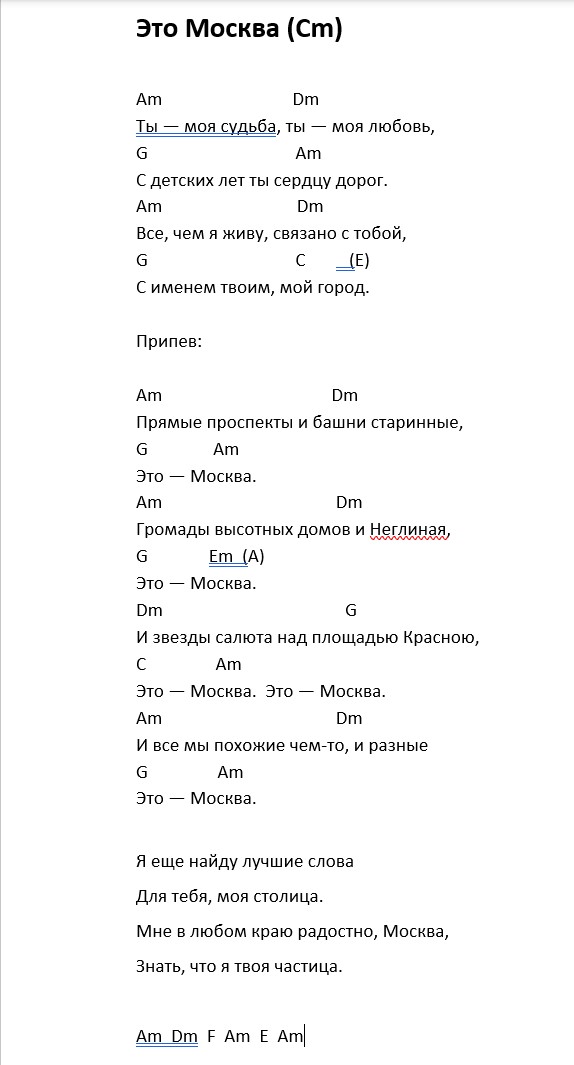 Это Москва (Cm)
Am Dm
Ты — моя судьба, ты — моя любовь,
G Am
С детских лет ты сердцу дорог.
Am Dm
Все, чем я живу, связано с тобой,
G C (E)
С именем твоим, мой город.
Припев:
Am Dm
Прямые проспекты и башни старинные,
G Am
Это — Москва.
Am Dm
Громады высотных домов и Неглиная,
G Em (A)
Это — Москва.
Dm G
И звезды салюта над площадью Красною,
C Am
Это — Москва. Это — Москва.
Am Dm
И все мы похожие чем-то, и разные
G Am
Это — Москва.
Я еще найду лучшие слова
Для тебя, моя столица.
Мне в любом краю радостно, Москва,
Знать, что я твоя частица.
Am Dm F Am E Am